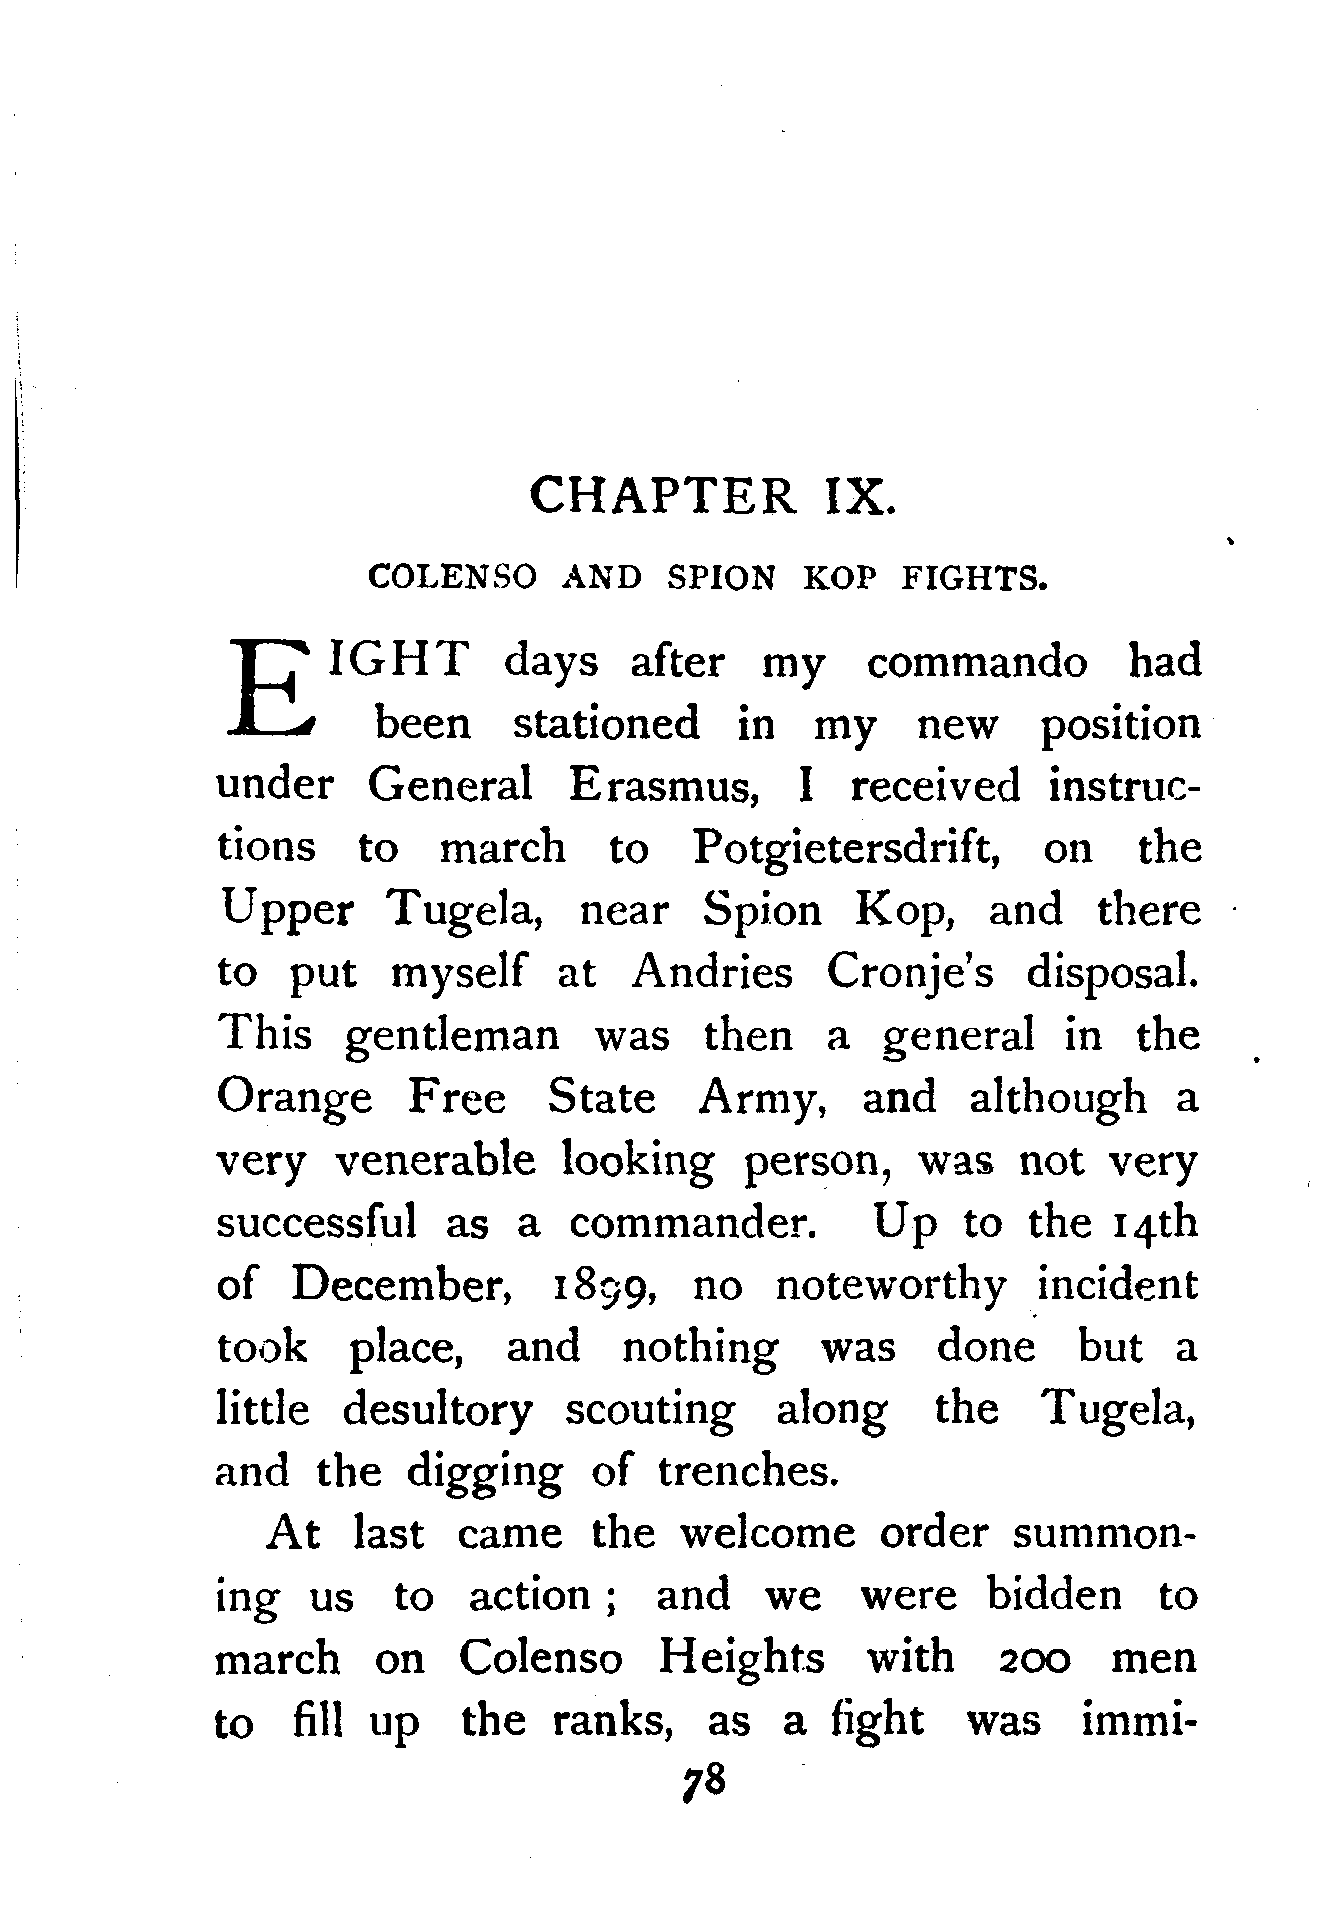 CHAPTER IX.
COLENSO AND SPION KOP FIGHTS.
EIGHT days after my commando had
been stationed in my new position
under General Erasmus, I received instruc-
tions to march to Potgietersdrift, on the
Upper Tugela, near Spion Kop, and there
to put myself at Andries Cronje's disposal.
This gentleman was then a general in the
Orange Free State Army, and although a
very venerable looking person, was not very
successful as a commander. Up to the 14th
of December, 1899, no noteworthy incident
took place, and nothing was done but a
little desultory scouting along the Tugela,
and the digging of trenches.
At last came the welcome order summon-
ing us to action ; and we were bidden to
march on Colenso Heights with 200 men
to fill up the ranks, as a fight was immi-
78